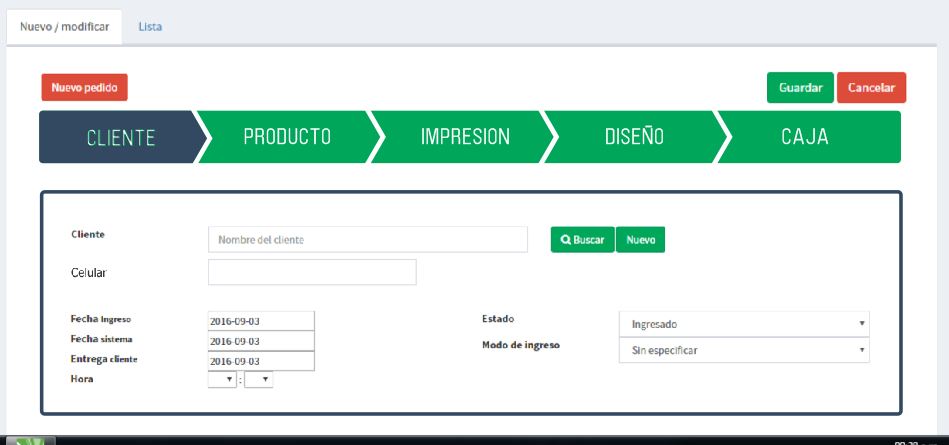 Nuevo / modificar Lista
Nuevo pedido Guardar Cancelar
CLIENTE PRODUCTO IMPRESION DISEÑO CAJA
Cliente Nombre del cliente Buscar Nuevo
Celular
Fecha Ingreso 2016-09-03 Estado Ingresado
Fecha sistema 2016-09-03
Modo de ingreso Sin especificar
Entrega cliente 2016-09-03
Hora :